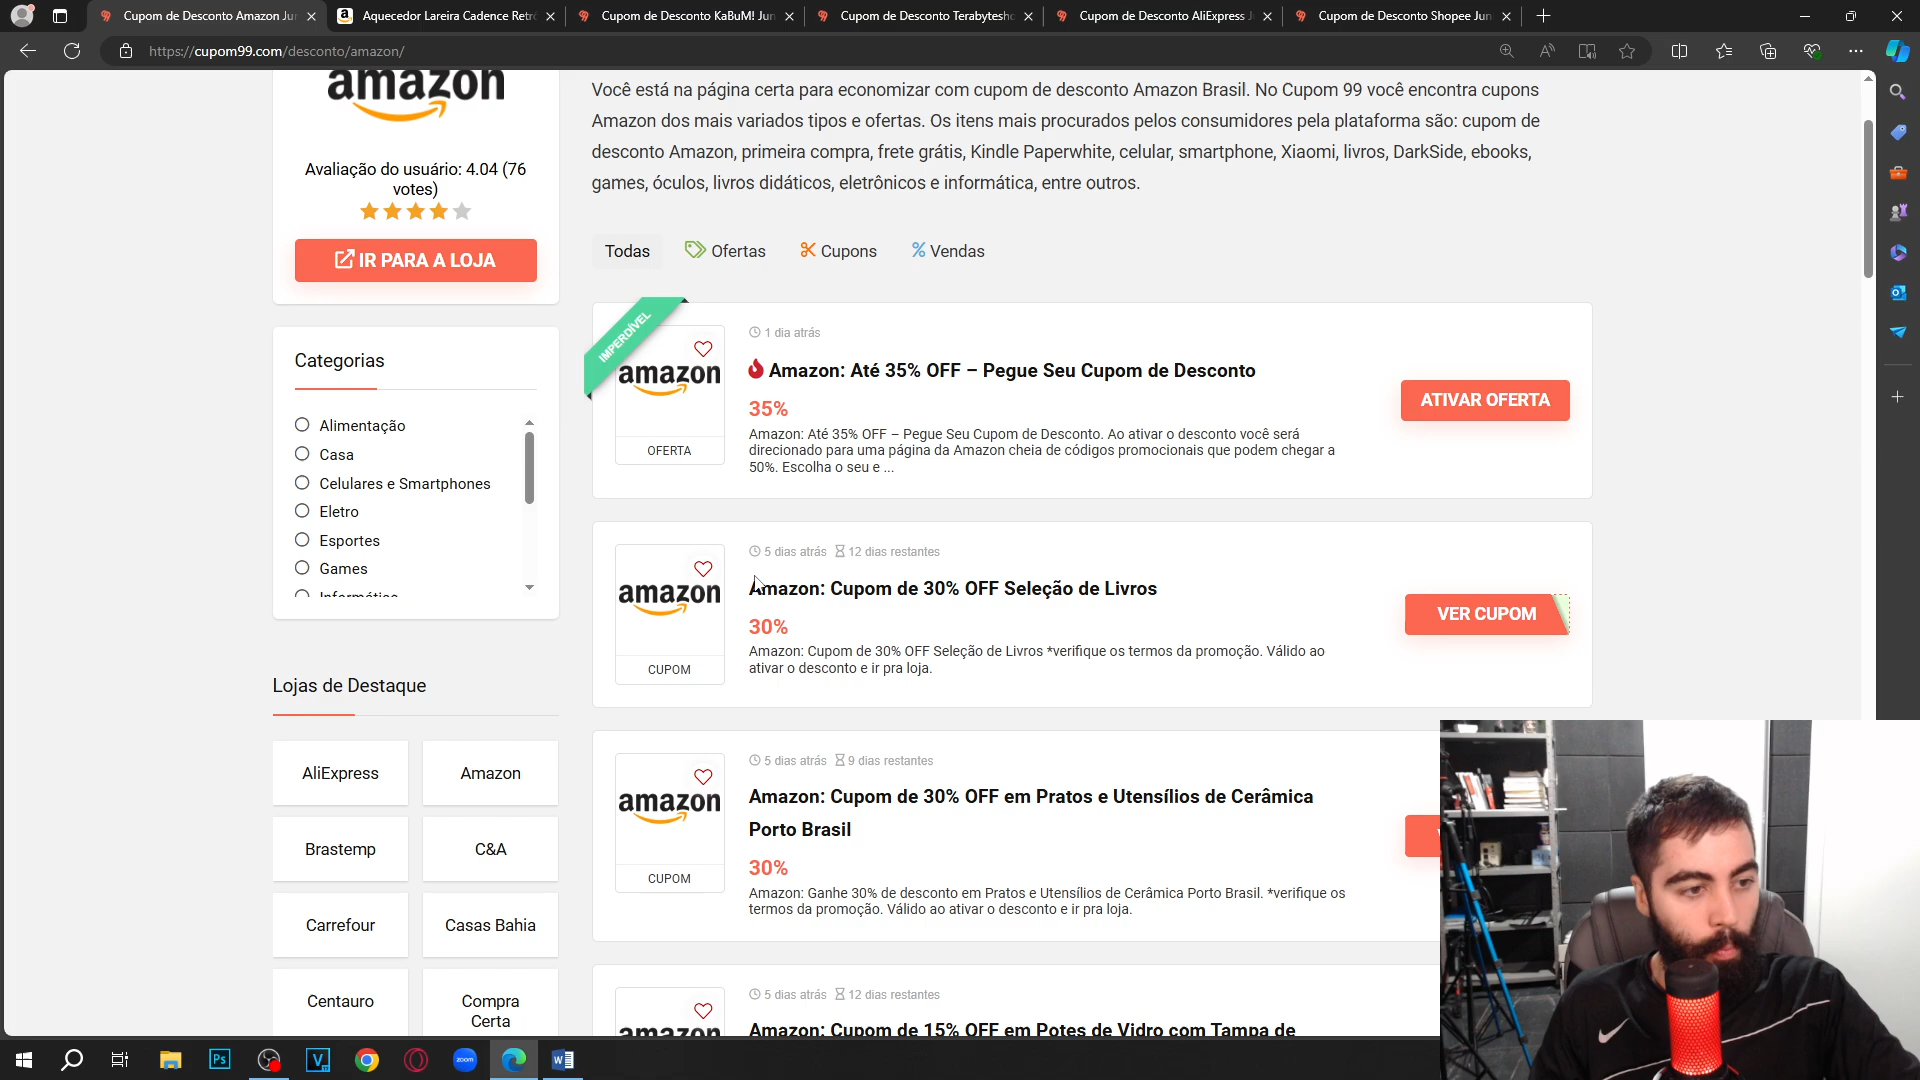 Cupom de Desconto Amazon Jun
Aquecedor Lareira Cadence Retrô
Cupom de Desconto KaBuM! Jun
Cupom de Desconto Terabytesho
Cupom de Desconto AliExpress J
Cupom de Desconto Shopee Jun
https://cupom99.com/desconto/amazon/
amazon
Avaliação do usuário: 4.04 (76
votes)
IR PARA A LOJA
Categorias
Alimentação
Casa
Celulares e Smartphones
Eletro
Esportes
Games
Informática
Lojas de Destaque
AliExpress
Amazon
Brastemp
C&A
Carrefour
Casas Bahia
Centauro
Compra
Certa
Você está na página certa para economizar com cupom de desconto Amazon Brasil. No Cupom 99 você encontra cupons
Amazon dos mais variados tipos e ofertas. Os itens mais procurados pelos consumidores pela plataforma são: cupom de
desconto Amazon, primeira compra, frete grátis, Kindle Paperwhite, celular, smartphone, Xiaomi, livros, DarkSide, ebooks,
games, óculos, livros didáticos, eletrônicos e informática, entre outros.
Todas
Ofertas
Cupons
% Vendas
IMPERDÍVEL
amazon
OFERTA
1 dia atrás
Amazon: Até 35% OFF – Pegue Seu Cupom de Desconto
35%
Amazon: Até 35% OFF – Pegue Seu Cupom de Desconto. Ao ativar o desconto você será
direcionado para uma página da Amazon cheia de códigos promocionais que podem chegar a
50%. Escolha o seu e ...
ATIVAR OFERTA
amazon
CUPOM
5 dias atrás 12 dias restantes
Amazon: Cupom de 30% OFF Seleção de Livros
30%
Amazon: Cupom de 30% OFF Seleção de Livros *verifique os termos da promoção. Válido ao
ativar o desconto e ir pra loja.
VER CUPOM
amazon
CUPOM
5 dias atrás 9 dias restantes
Amazon: Cupom de 30% OFF em Pratos e Utensílios de Cerâmica
Porto Brasil
30%
Amazon: Ganhe 30% de desconto em Pratos e Utensílios de Cerâmica Porto Brasil. *verifique os
termos da promoção. Válido ao ativar o desconto e ir pra loja.
amazon
5 dias atrás 12 dias restantes
Amazon: Cupom de 15% OFF em Potes de Vidro com Tampa de
Ps
V
zoom
W